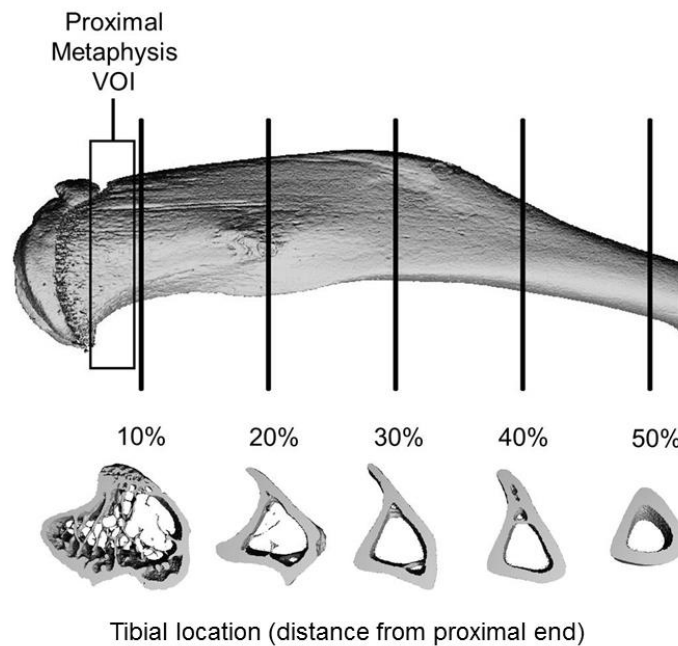 Proximal
Metaphysis
VOI
10% 20% 30% 40% 50%
Tibial location (distance from proximal end)